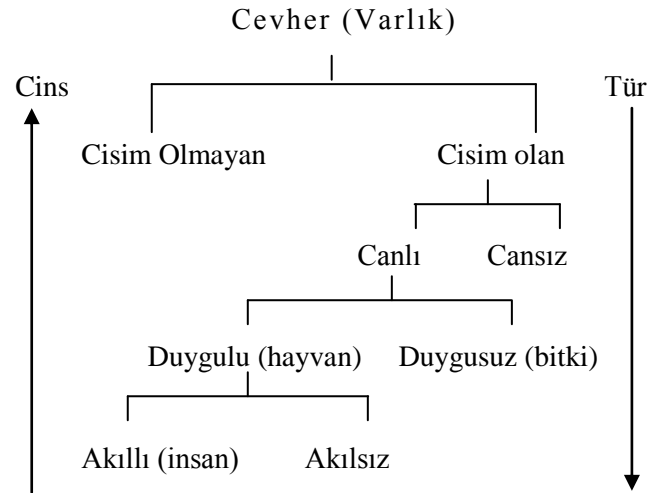 Cevher (Varlık)
Cins
Tür
Cisim Olmayan
Cisim olan
Canlı
Cansız
Duygulu (hayvan)
Duygusuz (bitki)
Akıllı (insan)
Akılsız